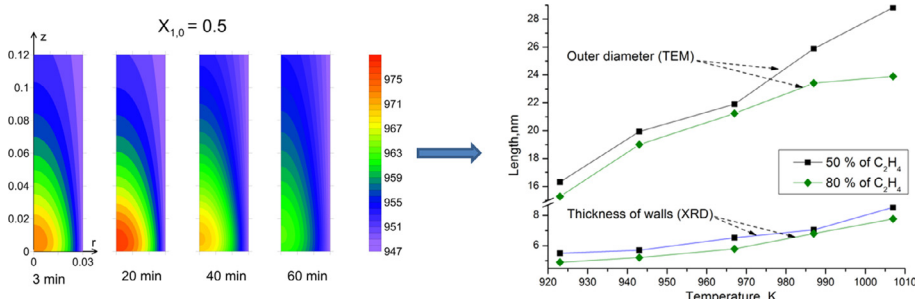 X₁,₀ = 0.5
z
0.12
0.1
0.08
0.06
0.04
0.02
0
0
r
0.03
3 min
20 min
40 min
60 min
975
971
967
963
959
955
951
947
Length,nm
28
26
24
22
20
18
16
8
6
Outer diameter (TEM)
50 % of C₂H₄
80 % of C₂H₄
Thickness of walls (XRD)
920 930 940 950 960 970 980 990 1000 1010
Temperature, K